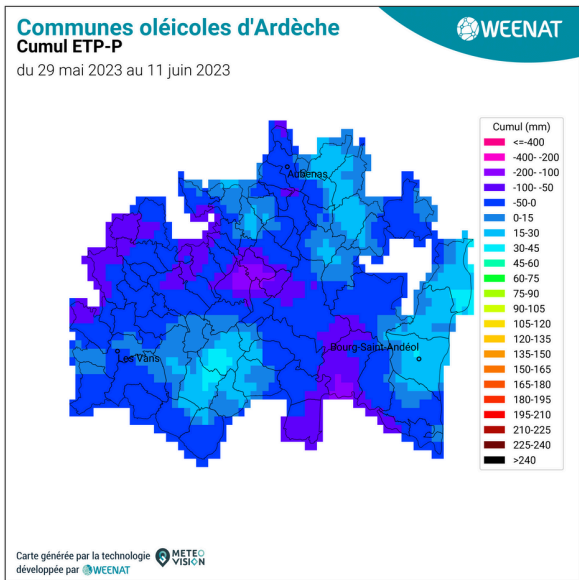 Communes oléicoles d'Ardèche
WEENAT
Cumul ETP-P
du 29 mai 2023 au 11 juin 2023
Cumul (mm)
<=-400
-400- -200
-200- -100
-100- -50
-50-0
0-15
15-30
30-45
45-60
60-75
75-90
90-105
105-120
120-135
135-150
150-165
165-180
180-195
195-210
210-225
225-240
>240
Aubenas
Bourg-Saint-Andéol
Les Vans
Carte générée par la technologie METEO VISION
développée par WEENAT